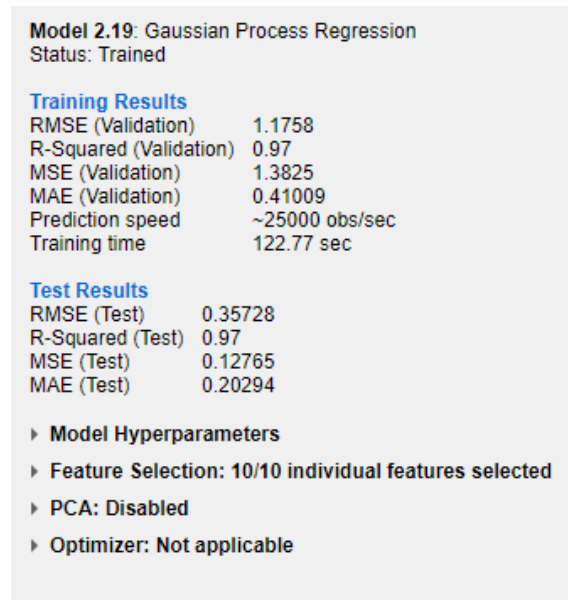 Model 2.19: Gaussian Process Regression
Status: Trained
Training Results
RMSE (Validation) 1.1758
R-Squared (Validation) 0.97
MSE (Validation) 1.3825
MAE (Validation) 0.41009
Prediction speed ~25000 obs/sec
Training time 122.77 sec
Test Results
RMSE (Test) 0.35728
R-Squared (Test) 0.97
MSE (Test) 0.12765
MAE (Test) 0.20294
Model Hyperparameters
Feature Selection: 10/10 individual features selected
PCA: Disabled
Optimizer: Not applicable